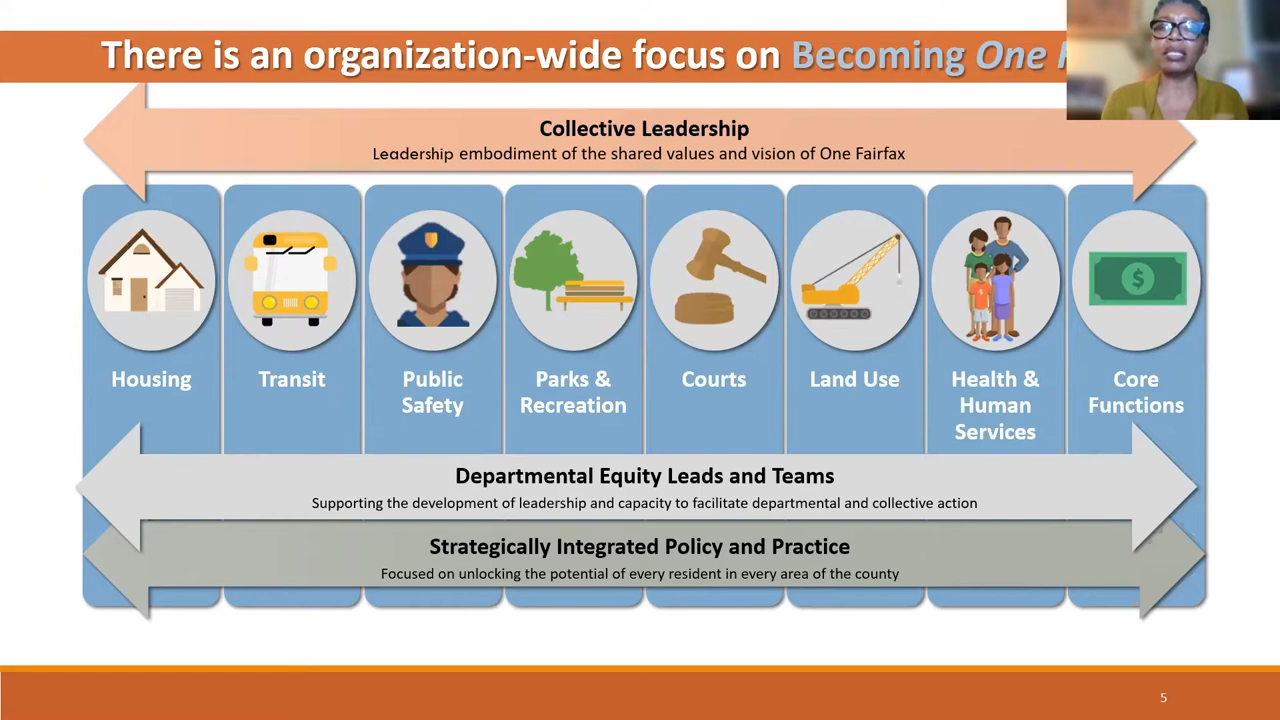 There is an organization-wide focus on Becoming One
Collective Leadership
Leadership embodiment of the shared values and vision of One Fairfax
$
Housing
Transit
Public
Safety
Parks &
Recreation
Courts
Land Use
Health &
Human
Services
Core
Functions
Departmental Equity Leads and Teams
Supporting the development of leadership and capacity to facilitate departmental and collective action
Strategically Integrated Policy and Practice
Focused on unlocking the potential of every resident in every area of the county
5